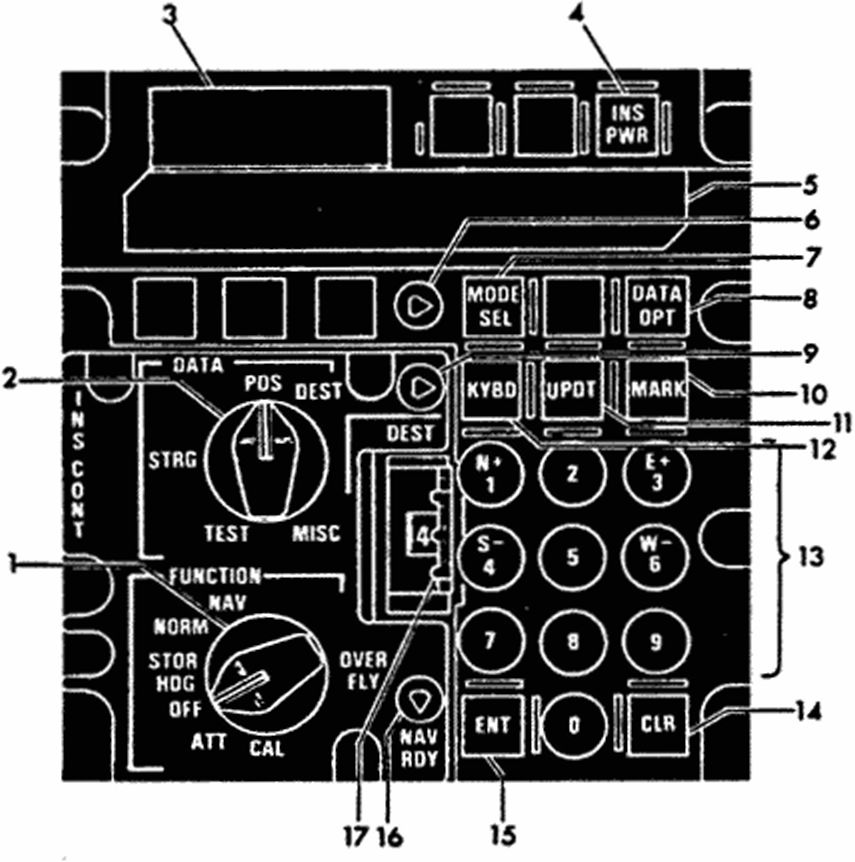 3
4
INS
PWR
5
6
7
MODE
SEL
DATA
OPT
8
9
2
DATA
POS
DEST
STRG
TEST
MISC
INS CONT
DEST
KYBD
UPDT
MARK
10
11
12
N+
1
2
E+
3
4
S-
4
5
W-
6
13
1
FUNCTION
NAV
NORM
STOR
HDG
OFF
ATT
CAL
OVER
FLY
NAV
RDY
7
8
9
ENT
0
CLR
14
17
16
15